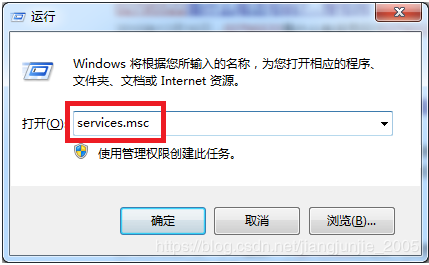 运行
Windows 将根据您所输入的名称，为您打开相应的程序、
文件夹、文档或 Internet 资源。
打开(O):
services.msc
使用管理权限创建此任务。
确定 取消 浏览(B)...
https://blog.csdn.net/jiangjunjie_2005